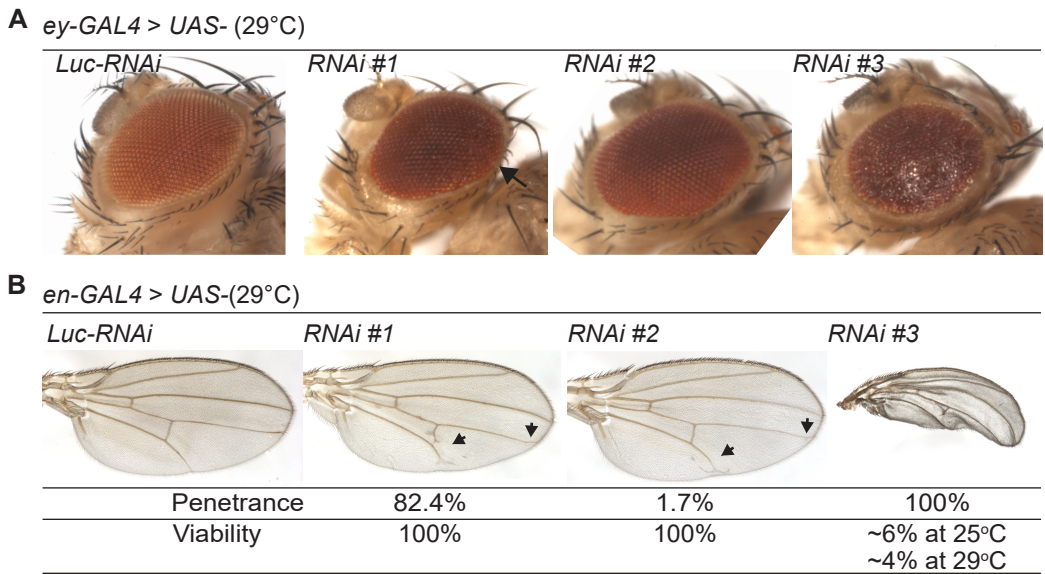 A ey-GAL4 > UAS- (29°C)
Luc-RNAi RNAi #1 RNAi #2 RNAi #3
B en-GAL4 > UAS-(29°C)
Luc-RNAi RNAi #1 RNAi #2 RNAi #3
Penetrance 82.4% 1.7% 100%
Viability 100% 100% ~6% at 25°C
~4% at 29°C